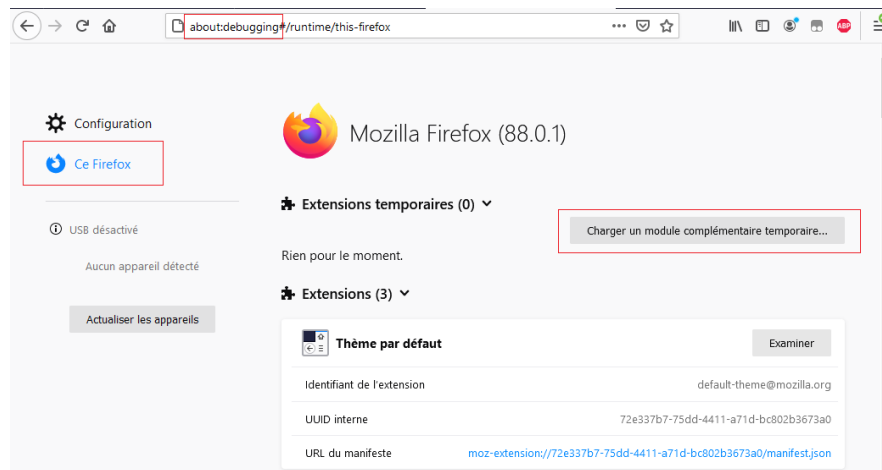 about:debugging#/runtime/this-firefox
ABP
Configuration
Mozilla Firefox (88.0.1)
Ce Firefox
Extensions temporaires (0)
USB désactivé
Charger un module complémentaire temporaire...
Rien pour le moment.
Aucun appareil détecté
Extensions (3)
Actualiser les appareils
Thème par défaut
Examiner
Identifiant de l'extension
default-theme@mozilla.org
UUID interne
72e337b7-75dd-4411-a71d-bc802b3673a0
URL du manifeste
moz-extension://72e337b7-75dd-4411-a71d-bc802b3673a0/manifest.json